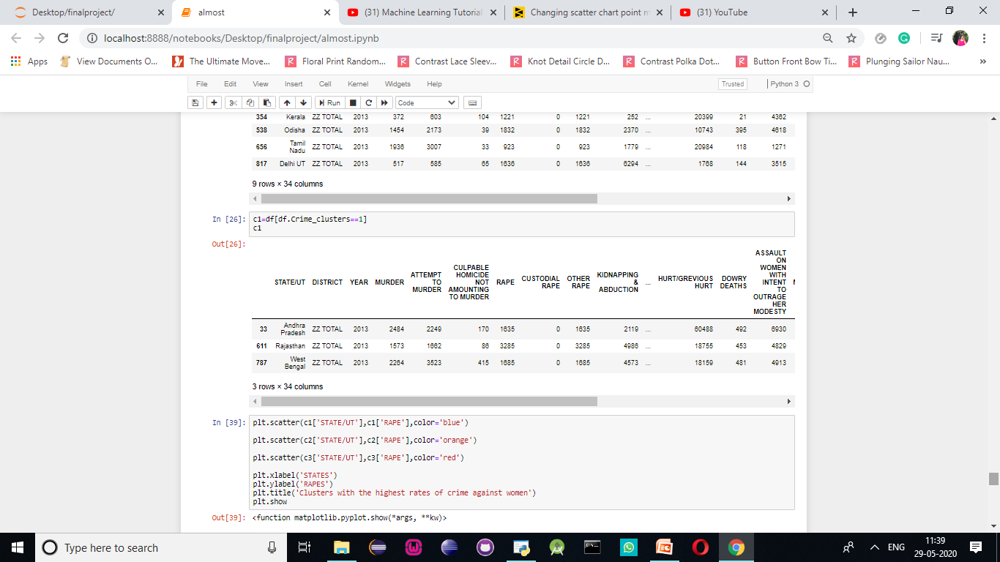 Desktop/finalproject/
almost
(31) Machine Learning Tutorial
Changing scatter chart point m
(31) YouTube
localhost:8888/notebooks/Desktop/finalproject/almost.ipynb
Apps
View Documents O...
The Ultimate Move...
Floral Print Random...
Contrast Lace Sleev...
Knot Detail Circle D...
Contrast Polka Dot...
Button Front Bow Ti...
Plunging Sailor Nau...
»
File Edit View Insert Cell Kernel Widgets Help
Trusted
Python 3
Run
Code
354 Kerala ZZ TOTAL 2013 372 603 104 1221 0 1221 252 ... 20399 21 4362
538 Odisha ZZ TOTAL 2013 1454 2173 39 1832 0 1832 2370 ... 10743 395 4618
656 Tamil Nadu ZZ TOTAL 2013 1936 3007 33 923 0 923 1779 ... 20984 118 1271
817 Delhi UT ZZ TOTAL 2013 517 585 65 1636 0 1636 6294 ... 1768 144 3515
9 rows × 34 columns
In [26]:
c1=df[df.Crime_clusters==1]
c1
Out[26]:
STATE/UT DISTRICT YEAR MURDER ATTEMPT TO MURDER CULPABLE HOMICIDE NOT AMOUNTING TO MURDER RAPE CUSTODIAL RAPE OTHER RAPE KIDNAPPING & ABDUCTION ... HURT/GREVIOUS HURT DOWRY DEATHS ASSAULT ON WOMEN WITH INTENT TO OUTRAGE HER MODESTY
33 Andhra Pradesh ZZ TOTAL 2013 2484 2249 170 1635 0 1635 2119 ... 60488 492 6930
611 Rajasthan ZZ TOTAL 2013 1573 1662 86 3285 0 3285 4986 ... 18755 453 4829
787 West Bengal ZZ TOTAL 2013 2264 3523 415 1685 0 1685 4573 ... 18159 481 4913
3 rows × 34 columns
In [39]:
plt.scatter(c1['STATE/UT'],c1['RAPE'],color='blue')
plt.scatter(c2['STATE/UT'],c2['RAPE'],color='orange')
plt.scatter(c3['STATE/UT'],c3['RAPE'],color='red')
plt.xlabel('STATES')
plt.ylabel('RAPES')
plt.title('Clusters with the highest rates of crime against women')
plt.show
Out[39]: <function matplotlib.pyplot.show(*args, **kw)>
Type here to search
ENG
11:39
29-05-2020